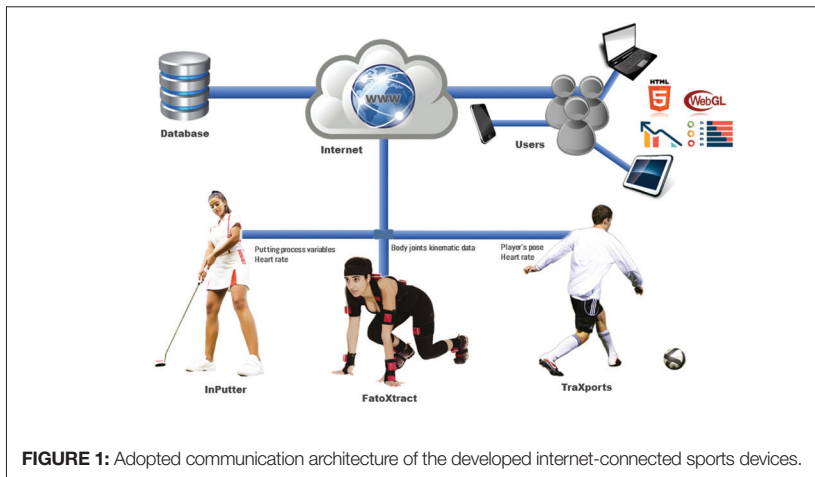 HTML
5
WebGL
WWW
Database
Internet
Users
Putting process variables
Heart rate
Body joints kinematic data
Player's pose
Heart rate
InPutter
FatoXtract
TraXports
FIGURE 1: Adopted communication architecture of the developed internet-connected sports devices.